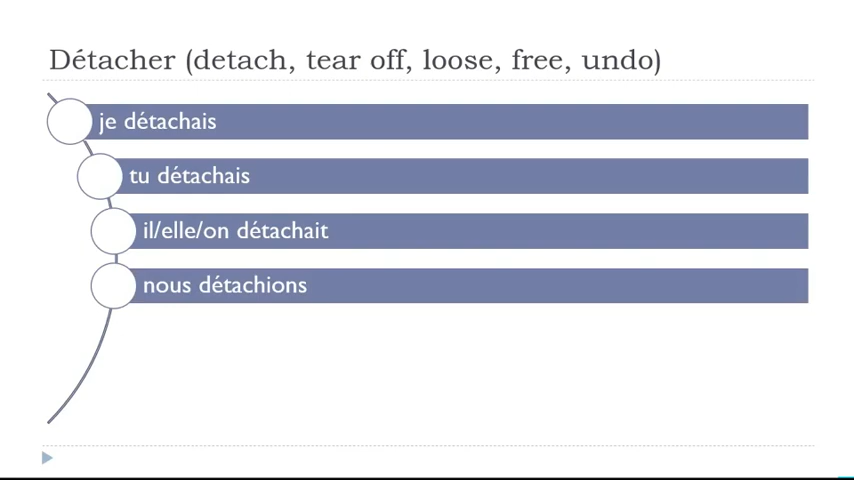 Détacher (detach, tear off, loose, free, undo)
je détachais
tu détachais
il/elle/on détachait
nous détachions